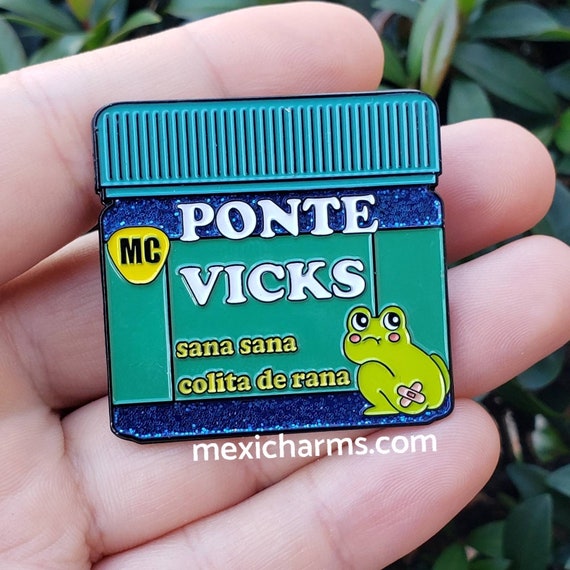 PONTE
MC
VICKS
sana sana
colita de rana
mexicharms.com